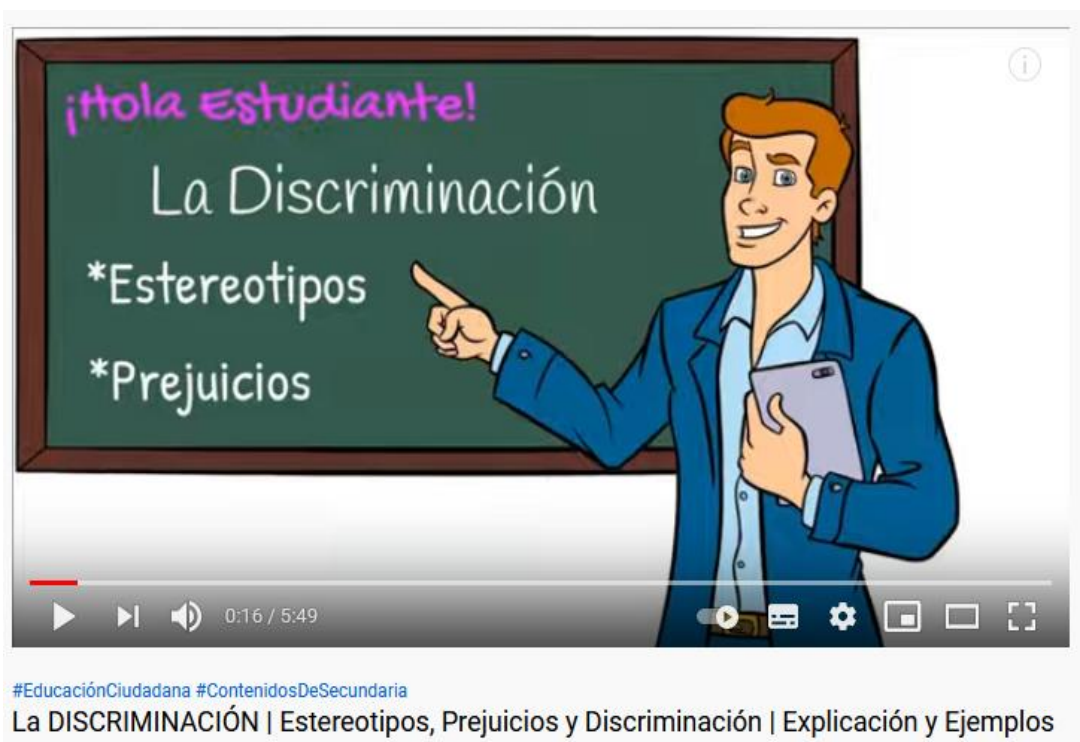 ¡Hola Estudiante!
La Discriminación
*Estereotipos
*Prejuicios
0:16 / 5:49
#EducaciónCiudadana #ContenidosDeSecundaria
La DISCRIMINACIÓN | Estereotipos, Prejuicios y Discriminación | Explicación y Ejemplos